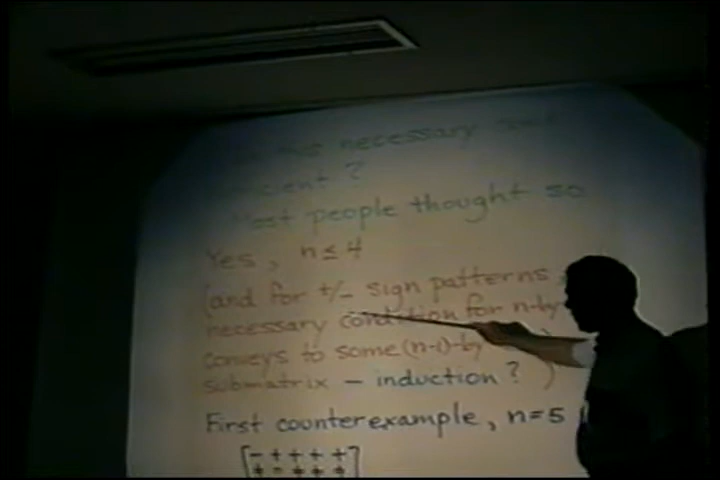 necessary
?
people thought so
Yes, n ≤ 4
(and for +/- sign patterns
necessary condition for n-by
conveys to some (n-1)-by
submatrix - induction? )
First counterexample, n=5
[- + + + +]